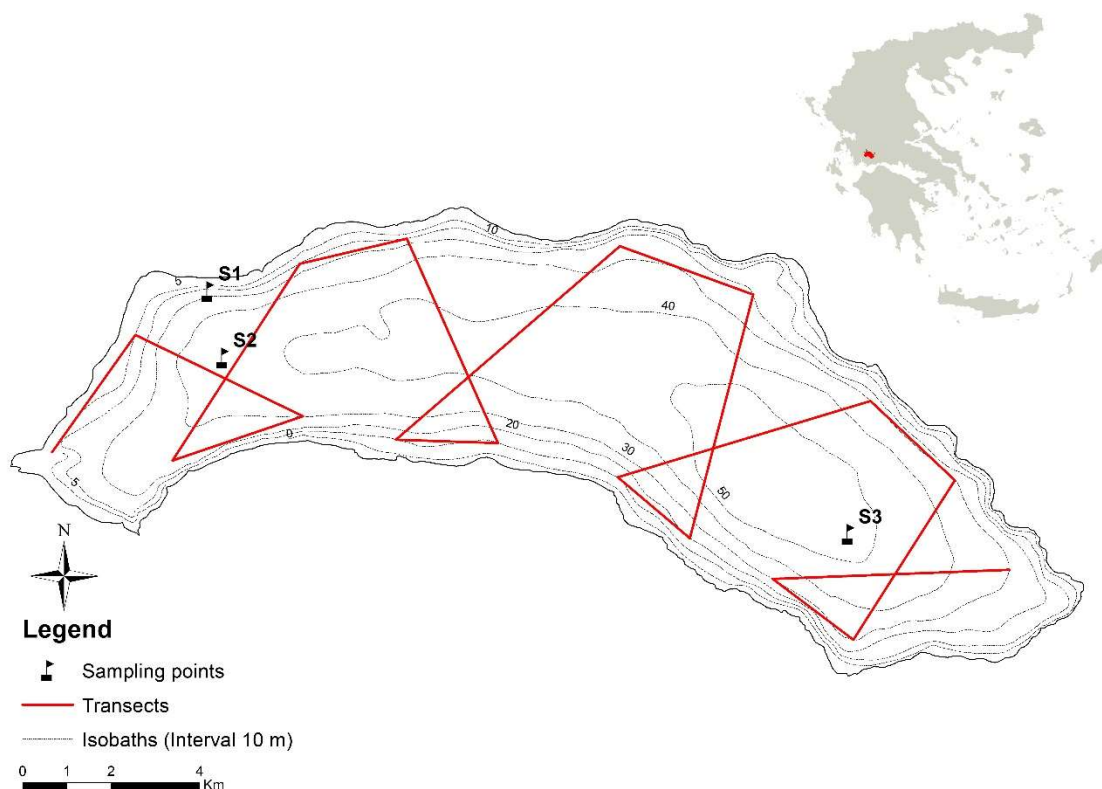 10
S1
5
40
S2
20
0
30
50
S3
5
N
Legend
Sampling points
Transects
Isobaths (Interval 10 m)
0 1 2 4
Km